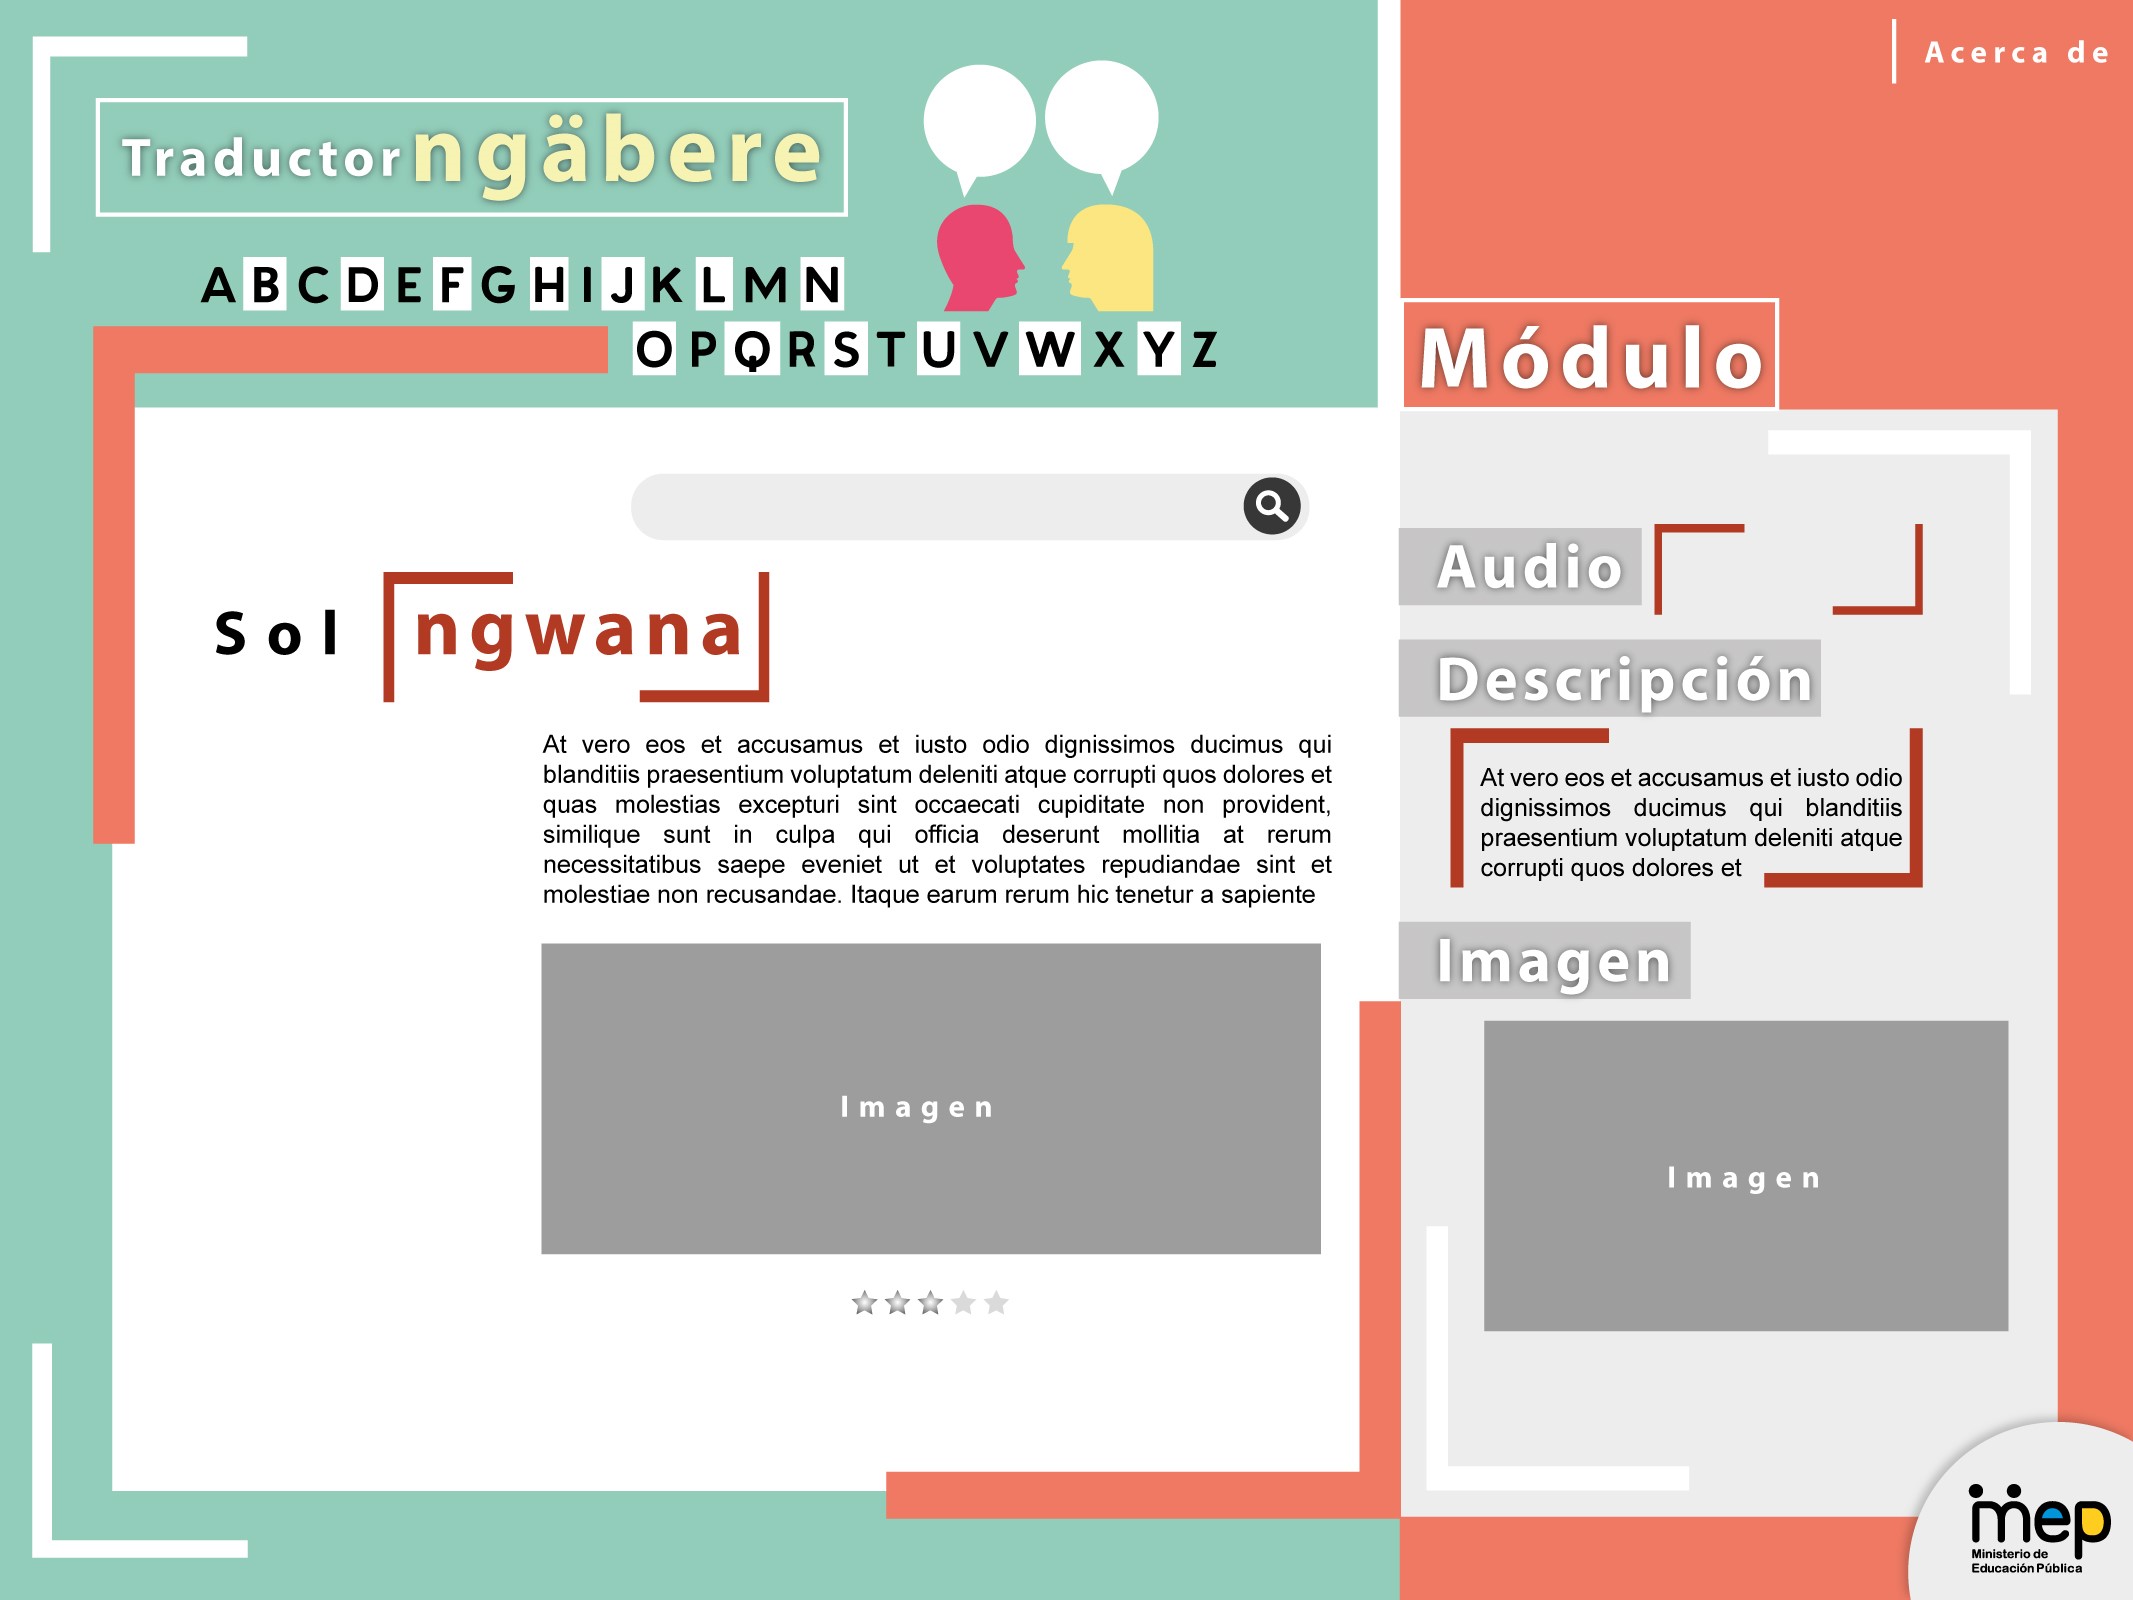 Acerca de
Traductor ngäbere
A B C D E F G H I J K L M N
O P Q R S T U V W X Y Z
Sol ngwana
At vero eos et accusamus et iusto odio dignissimos ducimus qui
blanditiis praesentium voluptatum deleniti atque corrupti quos dolores et
quas molestias excepturi sint occaecati cupiditate non provident,
similique sunt in culpa qui officia deserunt mollitia at rerum
necessitatibus saepe eveniet ut et voluptates repudiandae sint et
molestiae non recusandae. Itaque earum rerum hic tenetur a sapiente
Imagen
Módulo
Audio
Descripción
At vero eos et accusamus et iusto odio
dignissimos ducimus qui blanditiis
praesentium voluptatum deleniti atque
corrupti quos dolores et
Imagen
Imagen
mep
Ministerio de
Educación Pública